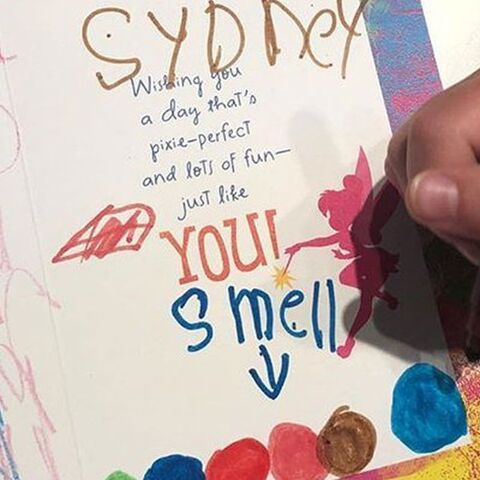 SYDNeY
Wishing you
a day that's
pixie-perfect
and lots of fun—
just like
YOU!
smell